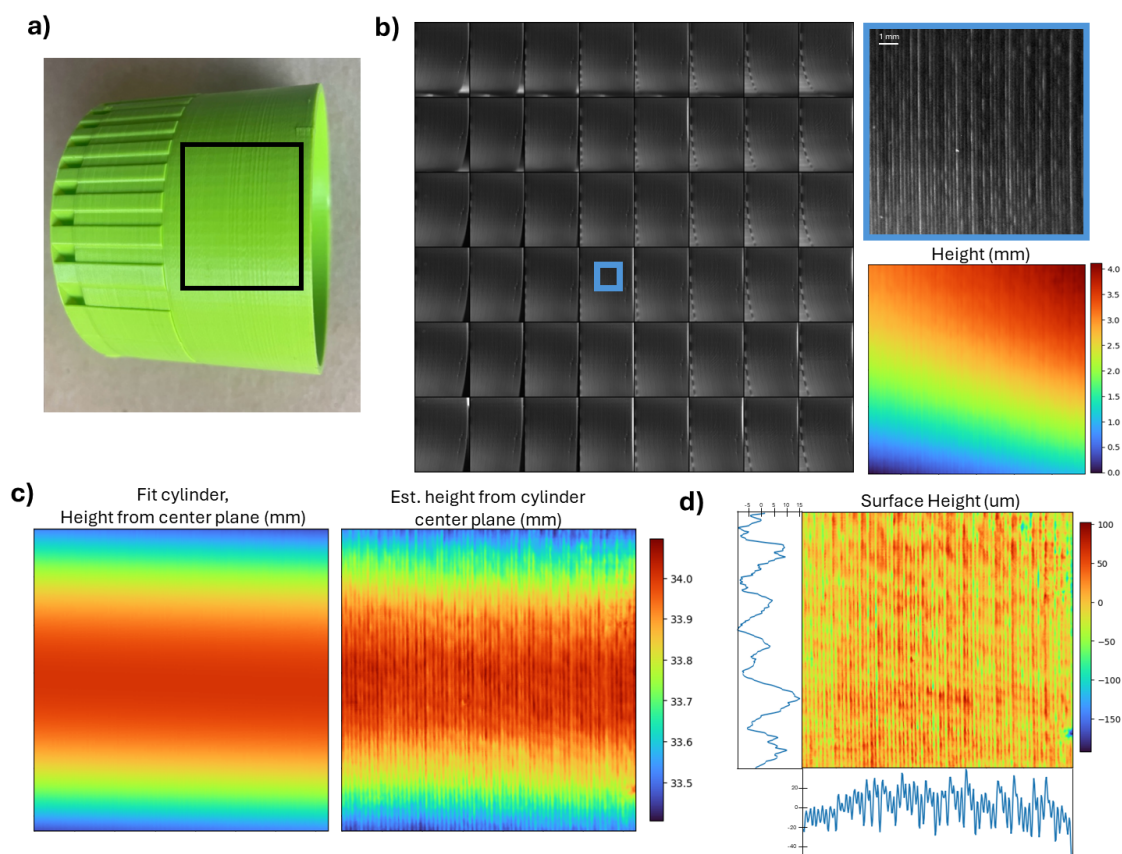 a)
b)
1 mm
Height (mm)
4.0
3.5
3.0
2.5
2.0
1.5
1.0
0.5
0.0
c)
Fit cylinder,
Height from center plane (mm)
Est. height from cylinder
center plane (mm)
34.0
33.9
33.8
33.7
33.6
33.5
d)
Surface Height (um)
-5 0 5 10 15
100
50
0
−50
−100
−150
20
0
-20
-40